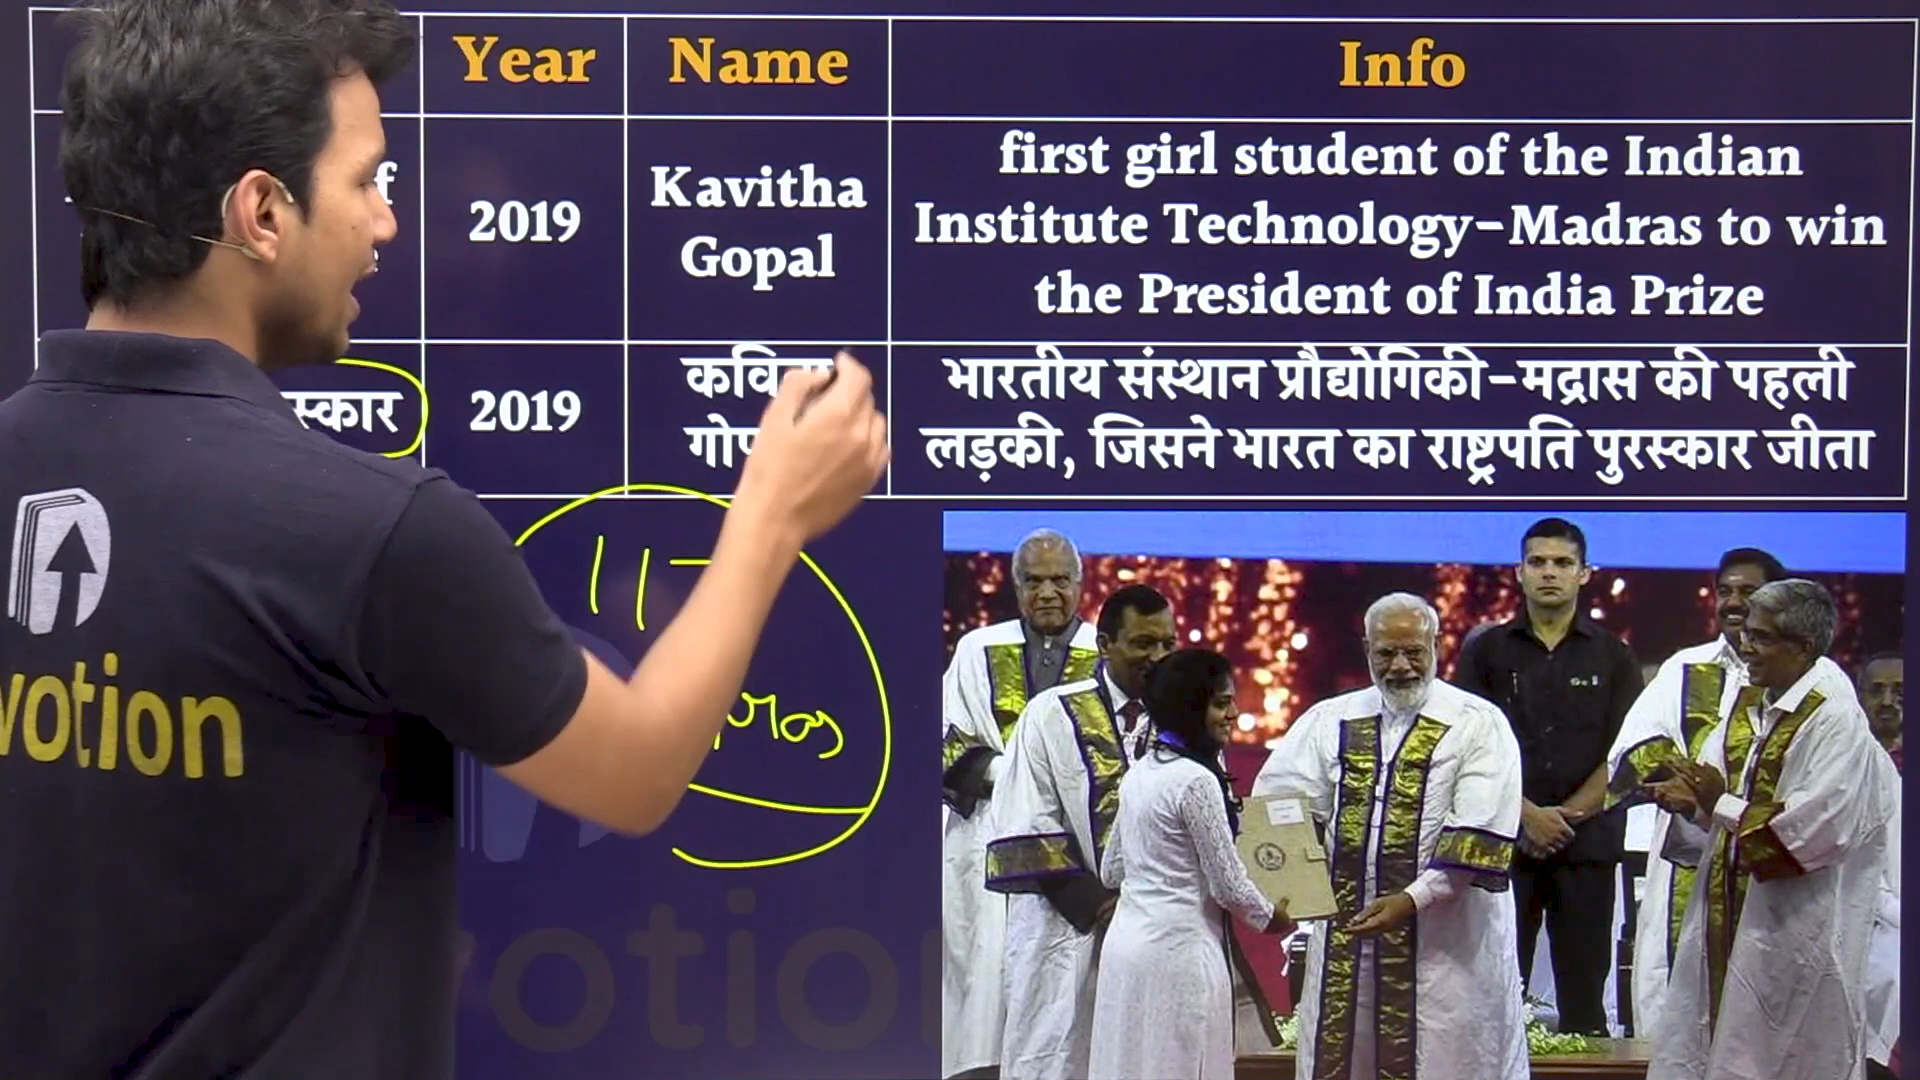 Year
Name
Info
2019
Kavitha
Gopal
first girl student of the Indian
Institute Technology-Madras to win
the President of India Prize
2019
भारतीय संस्थान प्रौद्योगिकी-मद्रास की पहली
लड़की, जिसने भारत का राष्ट्रपति पुरस्कार जीता
votion
votion